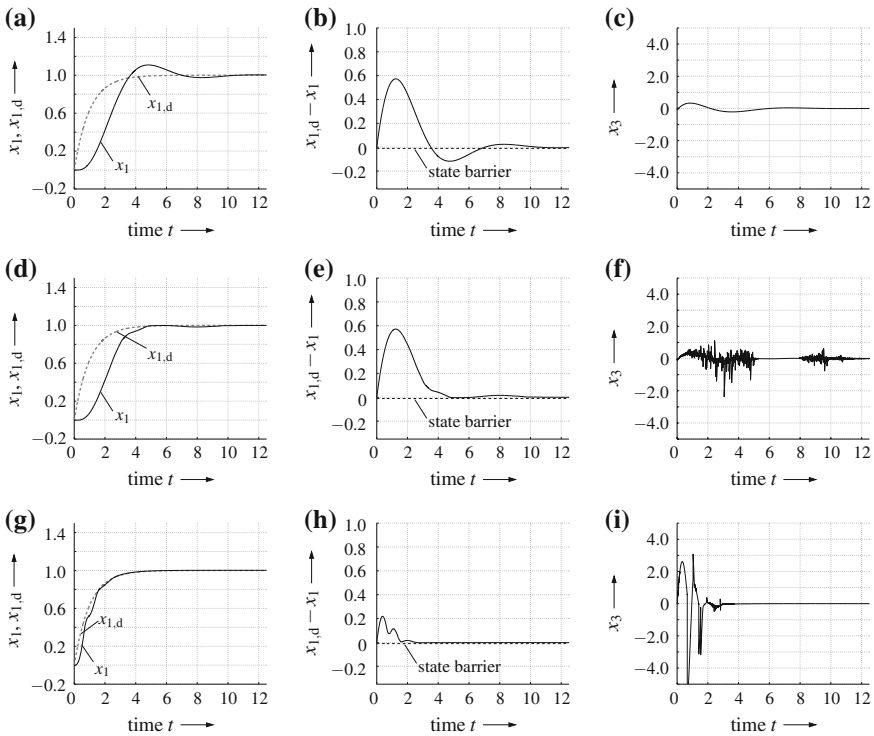 (a)
x1, x1,d
1.4
1.0
0.6
0.2
−0.2
x1,d
x1
0 2 4 6 8 10 12
time t
(b)
x1,d − x1
1.0
0.8
0.6
0.4
0.2
0
−0.2
state barrier
0 2 4 6 8 10 12
time t
(c)
x3
4.0
2.0
0
−2.0
−4.0
0 2 4 6 8 10 12
time t
(d)
x1, x1,d
1.4
1.0
0.6
0.2
−0.2
x1,d
x1
0 2 4 6 8 10 12
time t
(e)
x1,d − x1
1.0
0.8
0.6
0.4
0.2
0
−0.2
state barrier
0 2 4 6 8 10 12
time t
(f)
x3
4.0
2.0
0
−2.0
−4.0
0 2 4 6 8 10 12
time t
(g)
x1, x1,d
1.4
1.0
0.6
0.2
0
−0.2
x1,d
x1
0 2 4 6 8 10 12
time t
(h)
x1,d − x1
1.0
0.8
0.6
0.4
0.2
0
−0.2
state barrier
0 2 4 6 8 10 12
time t
(i)
x3
4.0
2.0
0
−2.0
−4.0
0 2 4 6 8 10 12
time t